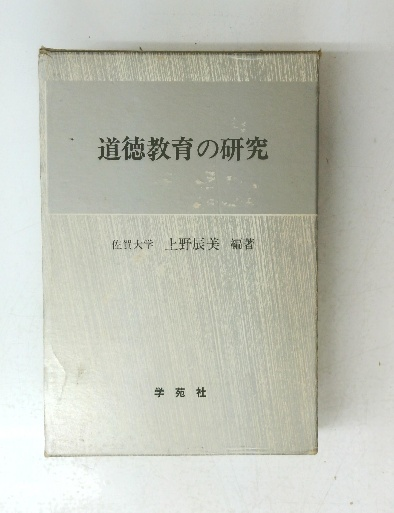 道徳教育の研究
佐賀大学 上野辰美 編著
学苑社